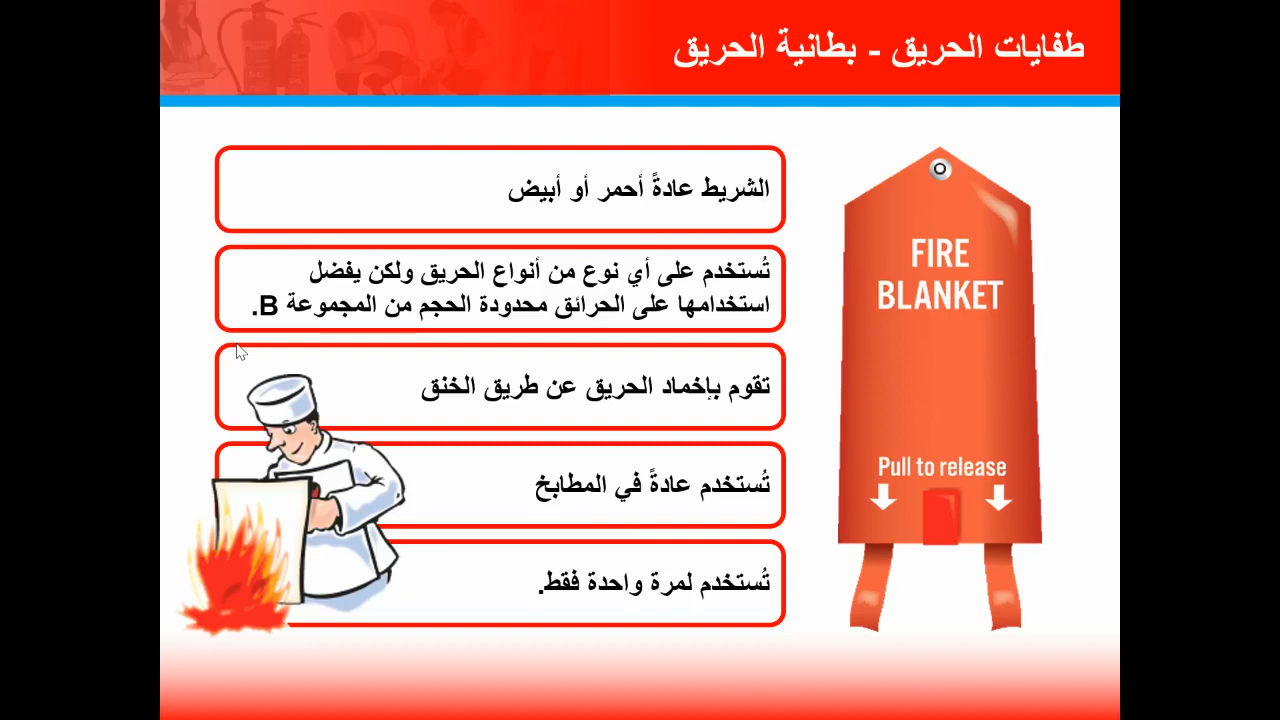 طفايات الحريق - بطانية الحريق
الشريط عادةً أحمر أو أبيض
تُستخدم على أي نوع من أنواع الحريق ولكن يفضل
استخدامها على الحرائق محدودة الحجم من المجموعة B.
تقوم بإخماد الحريق عن طريق الخنق
تُستخدم عادةً في المطابخ
تُستخدم لمرة واحدة فقط.
FIRE
BLANKET
Pull to release